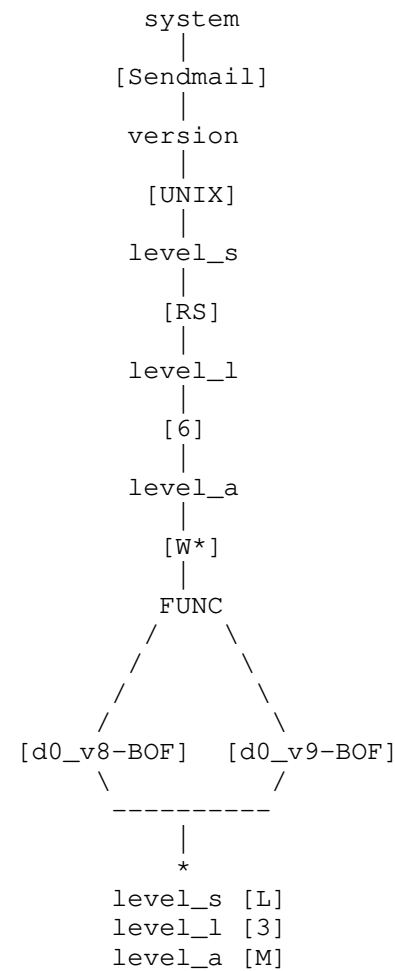 system
|
[Sendmail]
|
version
|
[UNIX]
|
level_s
|
[RS]
|
level_l
|
[6]
|
level_a
|
[W*]
|
FUNC
/ \
/ \
/ \
/ \
[d0_v8-BOF] [d0_v9-BOF]
\ /
----------
|
*
level_s [L]
level_l [3]
level_a [M]